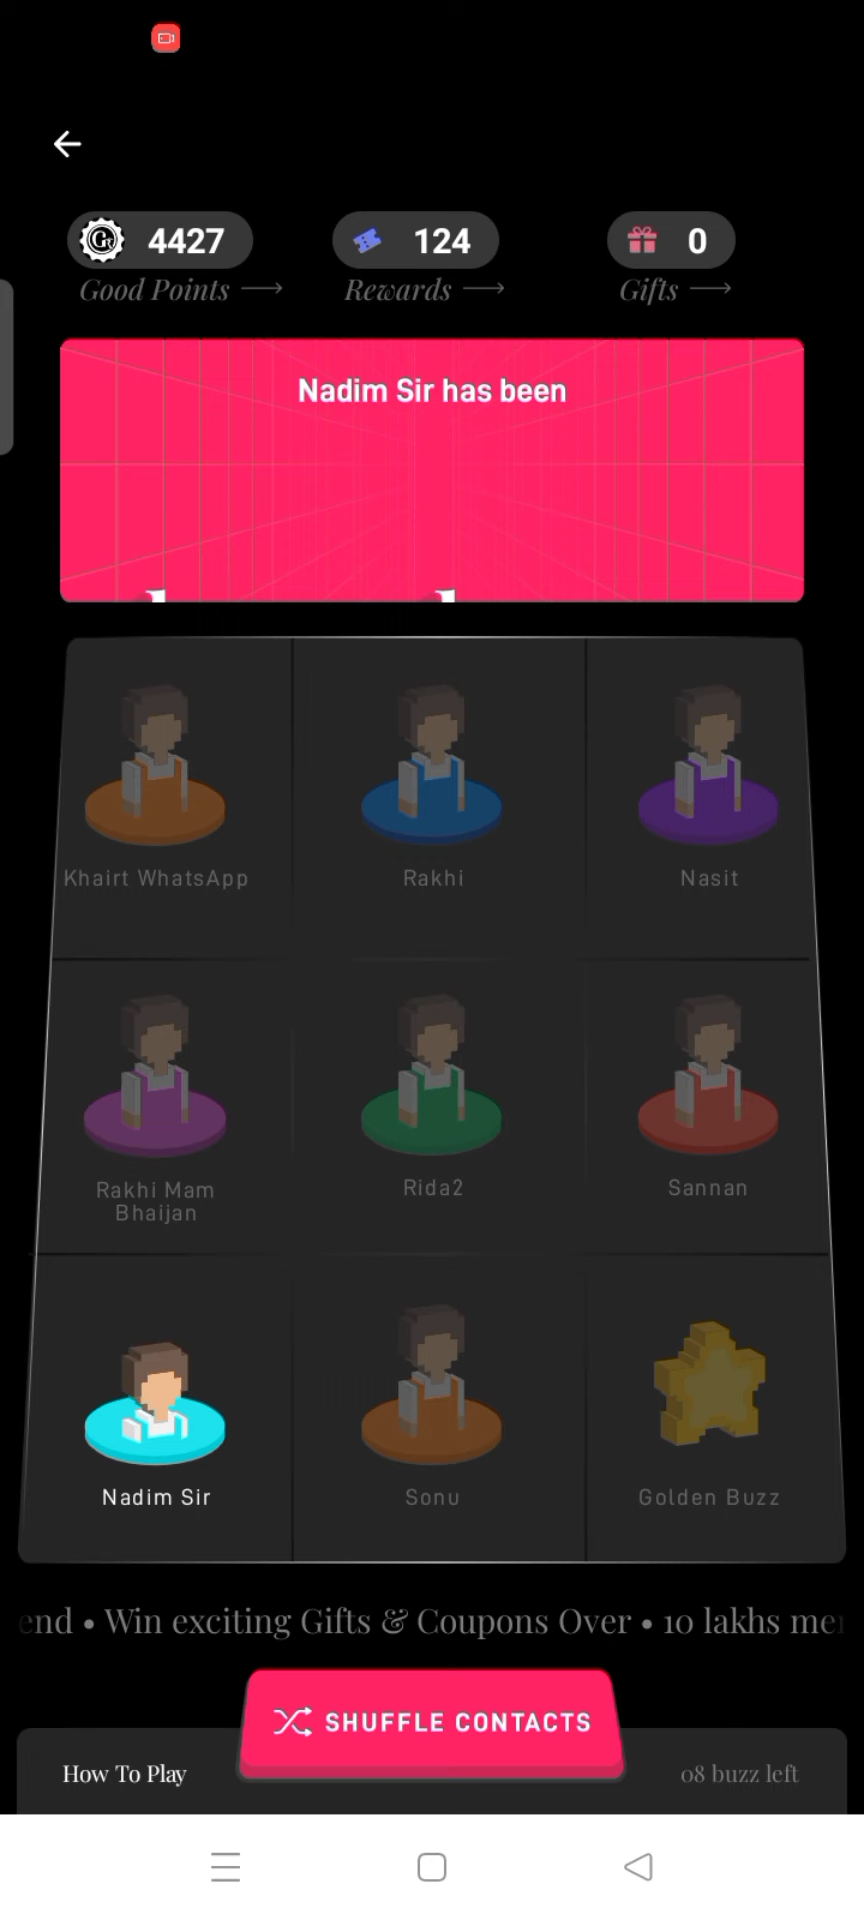 4427
124
0
Good Points
Rewards
Gifts
Nadim Sir has been
Khairt WhatsApp
Rakhi
Nasit
Rakhi Mam
Bhaijan
Rida2
Sannan
Nadim Sir
Sonu
Golden Buzz
end • Win exciting Gifts & Coupons Over • 10 lakhs me
SHUFFLE CONTACTS
How To Play
08 buzz left